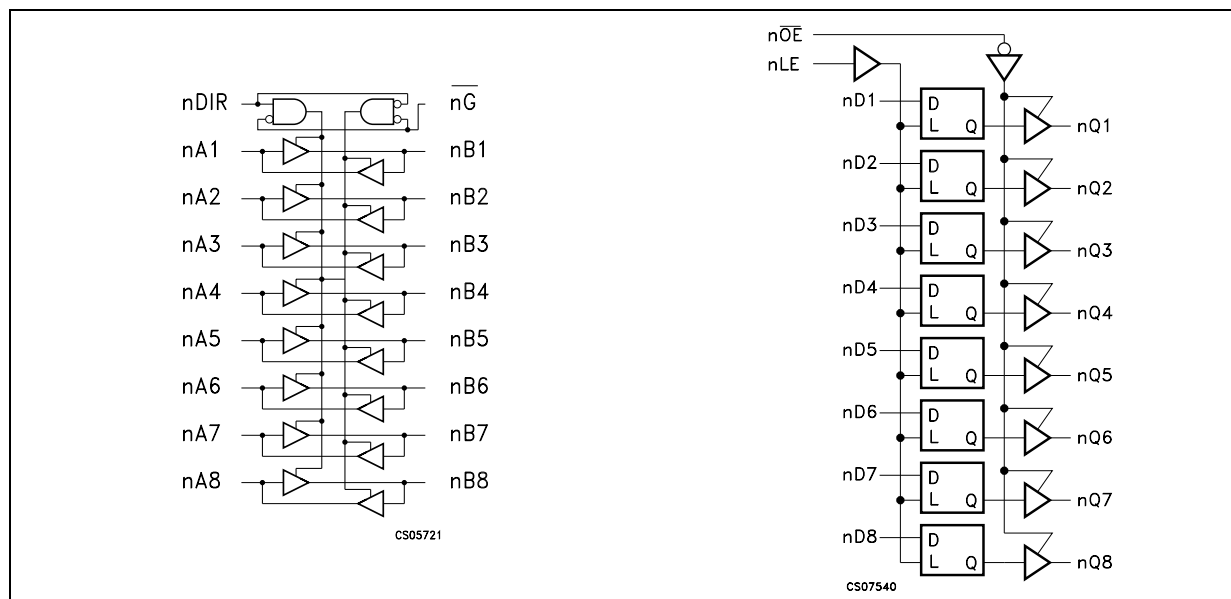 nDIR
nG̅
nA1
nB1
nA2
nB2
nA3
nB3
nA4
nB4
nA5
nB5
nA6
nB6
nA7
nB7
nA8
nB8
CS05721
nO̅E̅
nLE
nD1
D
L
Q
nQ1
nD2
D
L
Q
nQ2
nD3
D
L
Q
nQ3
nD4
D
L
Q
nQ4
nD5
D
L
Q
nQ5
nD6
D
L
Q
nQ6
nD7
D
L
Q
nQ7
nD8
D
L
Q
nQ8
CS07540